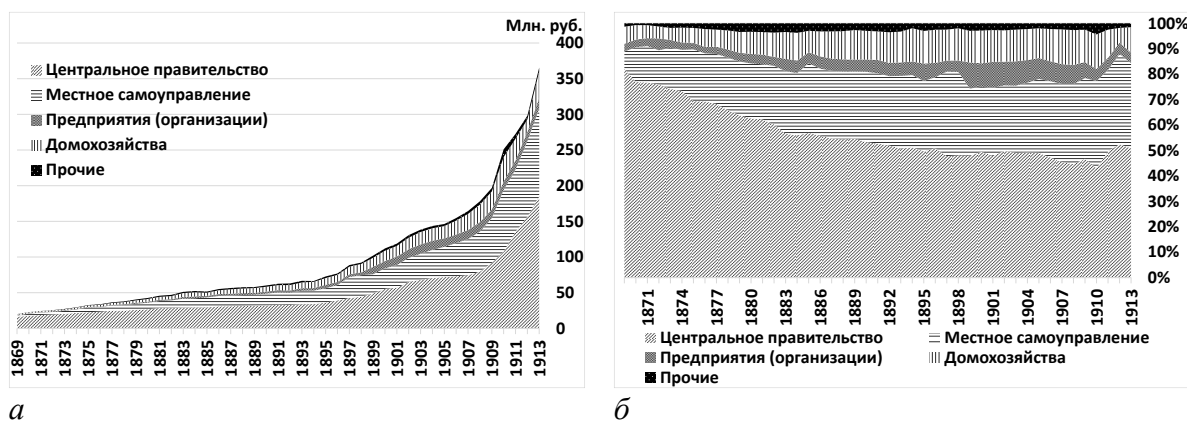 Млн. руб.
400
350
300
250
200
150
100
50
0
Центральное правительство
Местное самоуправление
Предприятия (организации)
Домохозяйства
Прочие
1869 1871 1873 1875 1877 1879 1881 1883 1885 1887 1889 1891 1893 1895 1897 1899 1901 1903 1905 1907 1909 1911 1913
а
100%
90%
80%
70%
60%
50%
40%
30%
20%
10%
0%
1871 1874 1877 1880 1883 1886 1889 1892 1895 1898 1901 1904 1907 1910 1913
Центральное правительство Местное самоуправление
Предприятия (организации) Домохозяйства
Прочие
б